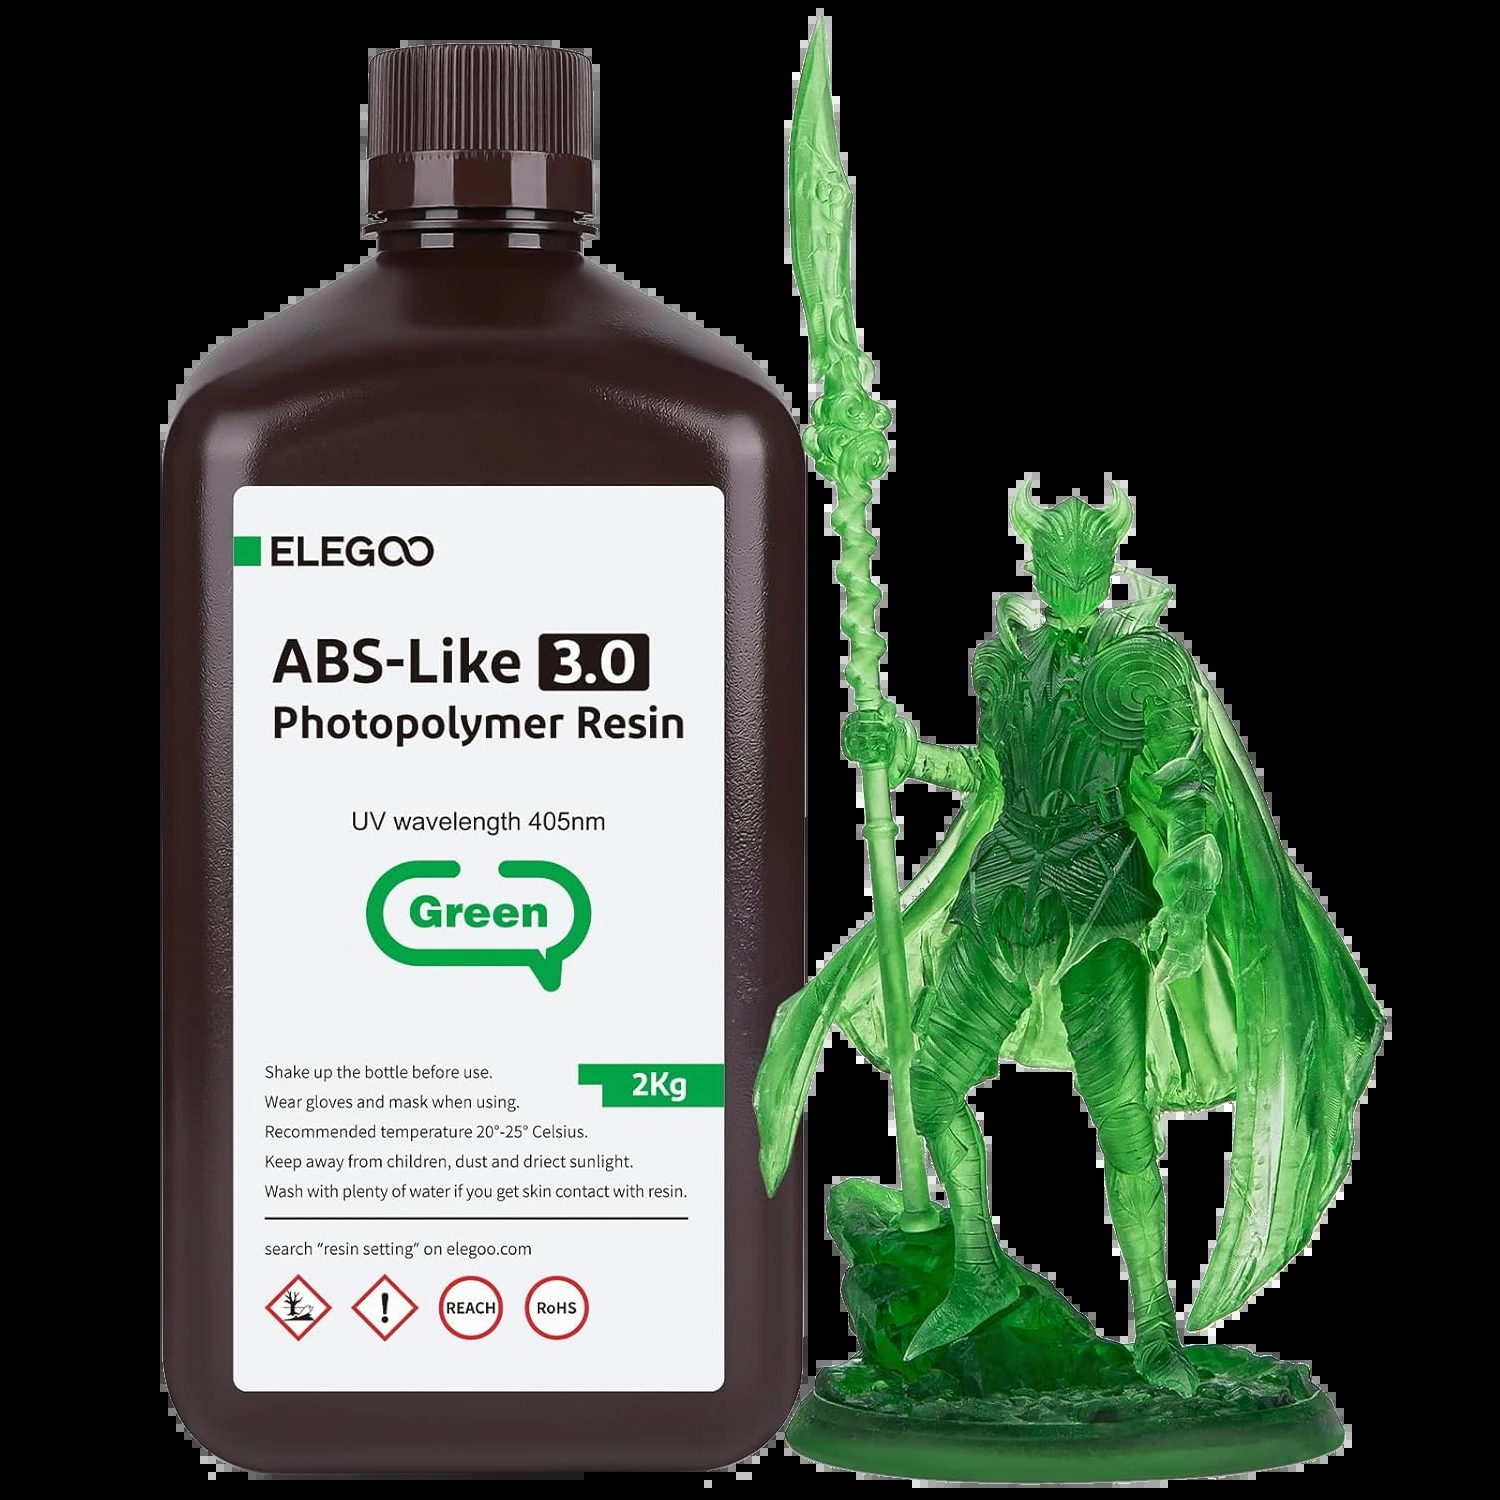 ELEGOO
ABS-Like 3.0
Photopolymer Resin
UV wavelength 405nm
Green
2Kg
Shake up the bottle before use.
Wear gloves and mask when using.
Recommended temperature 20°-25° Celsius.
Keep away from children, dust and driect sunlight.
Wash with plenty of water if you get skin contact with resin.
search "resin setting" on elegoo.com
!
REACH
RoHS